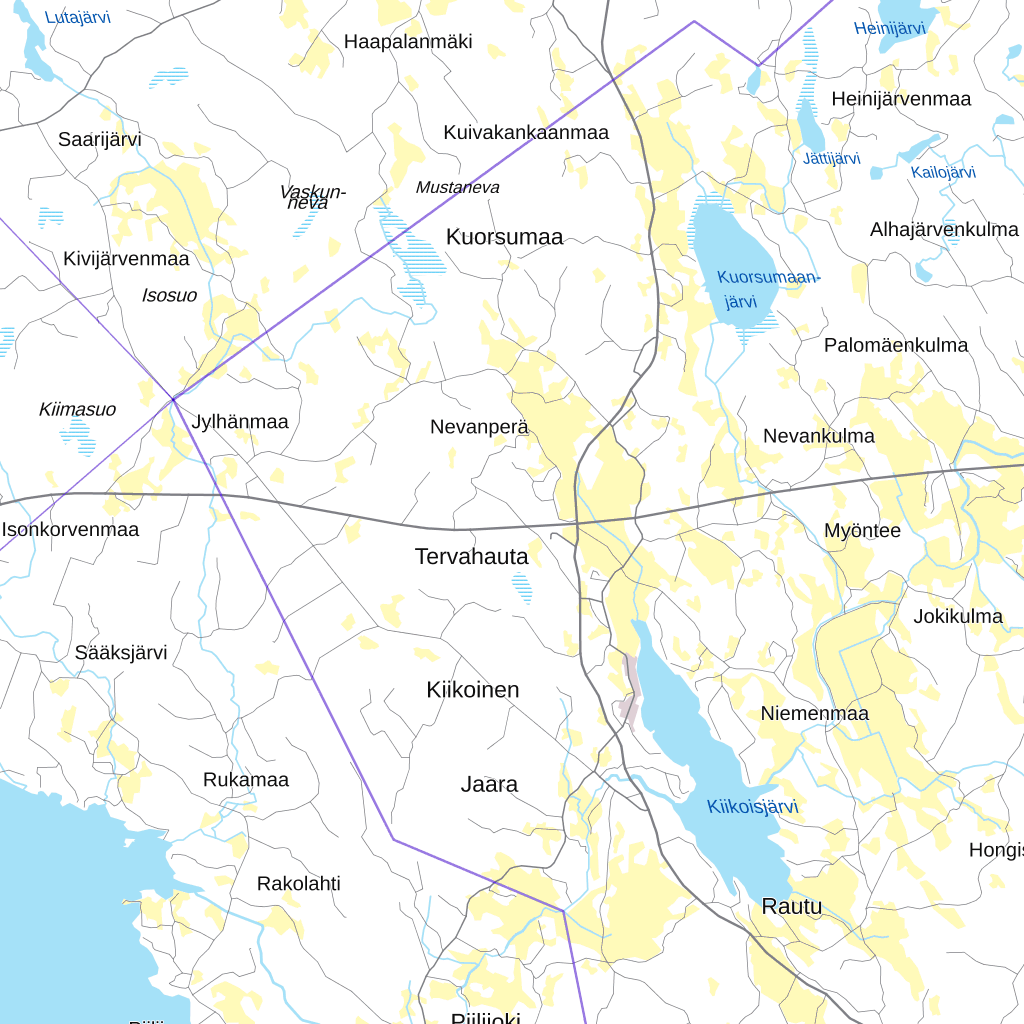 Lutajärvi
Haapalanmäki
Heinijärvi
Heinijärvenmaa
Saarijärvi
Kuivakankaanmaa
Jättijärvi
Kailojärvi
Vaskun-
neva
Mustaneva
Kuorsumaa
Alhajärvenkulma
Kivijärvenmaa
Isosuo
Kuorsumaan-
järvi
Palomäenkulma
Kiimasuo
Jylhänmaa
Nevanperä
Nevankulma
Isonkorvenmaa
Myöntee
Tervahauta
Jokikulma
Sääksjärvi
Kiikoinen
Niemenmaa
Rukamaa
Jaara
Kiikoisjärvi
Hongis
Rakolahti
Rautu
Piilijoki